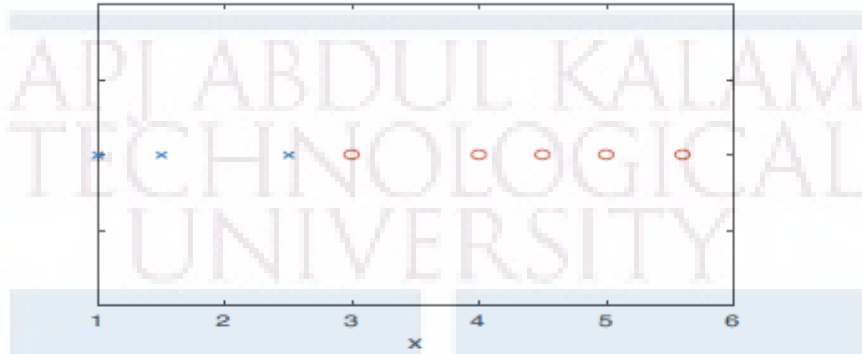 APJ ABDUL KALAM
TECHNOLOGICAL
UNIVERSITY
1 2 3 4 5 6
x